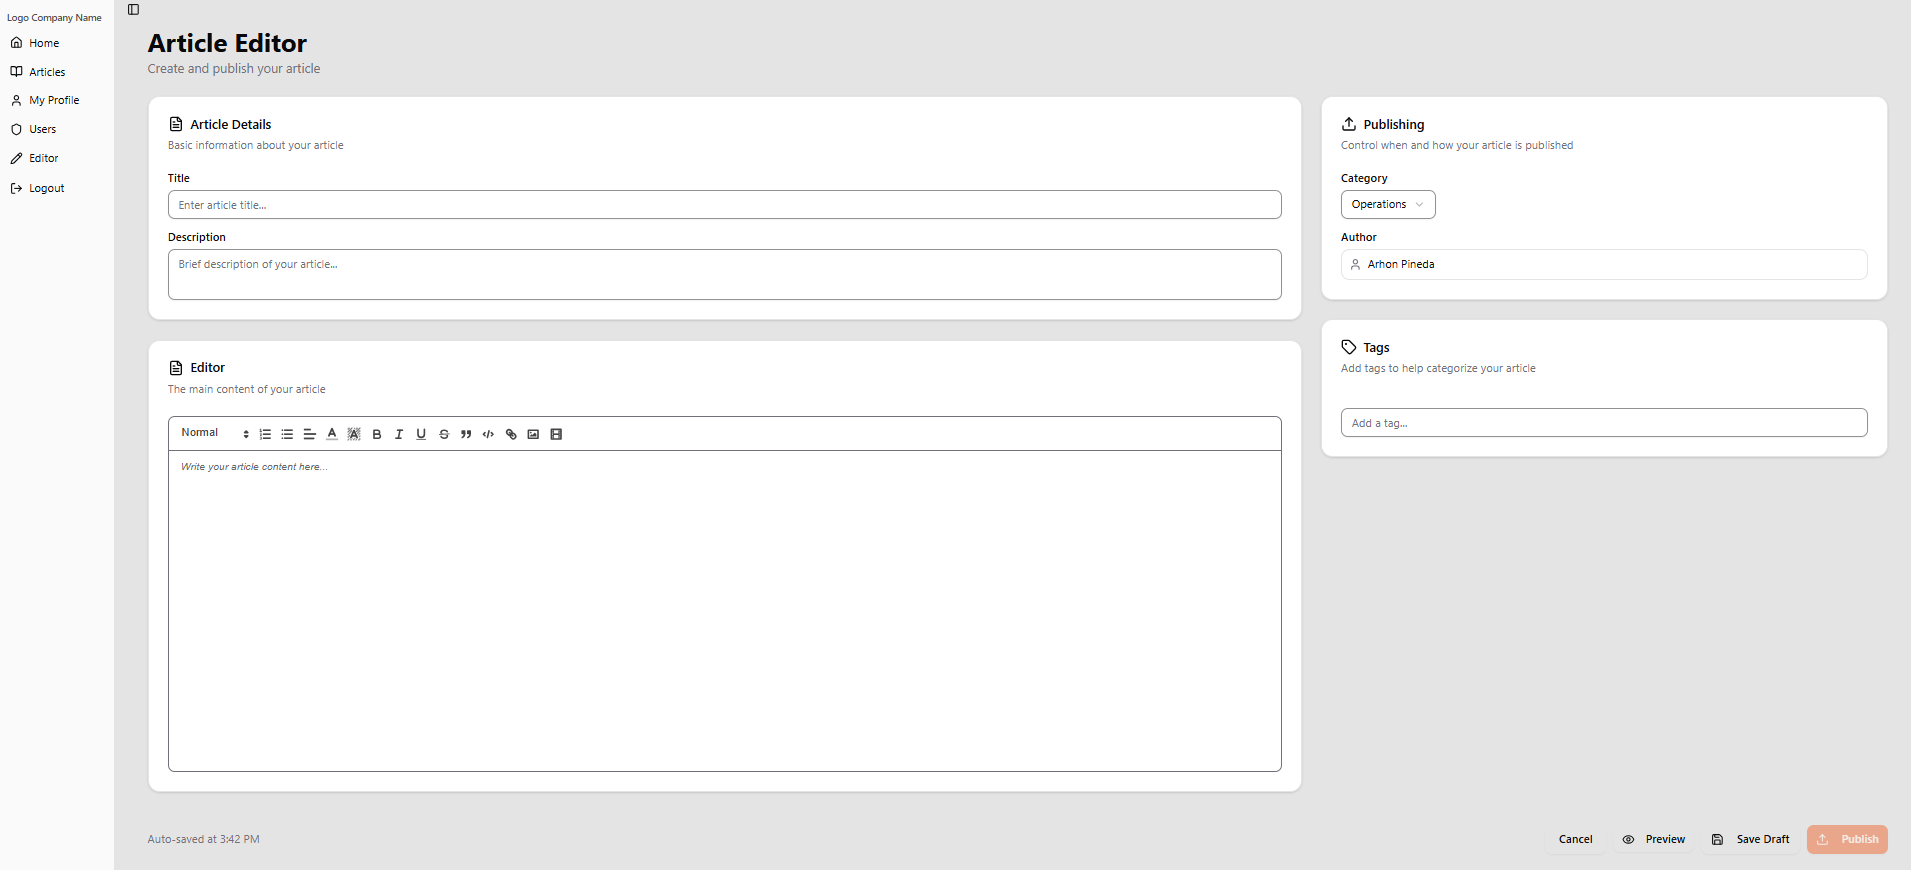 Logo Company Name
Home
Articles
My Profile
Users
Editor
Logout
Article Editor
Create and publish your article
Article Details
Basic information about your article
Title
Enter article title...
Description
Brief description of your article...
Editor
The main content of your article
Normal
Write your article content here...
Publishing
Control when and how your article is published
Category
Operations
Author
Arhon Pineda
Tags
Add tags to help categorize your article
Add a tag...
Auto-saved at 3:42 PM
Cancel
Preview
Save Draft
Publish